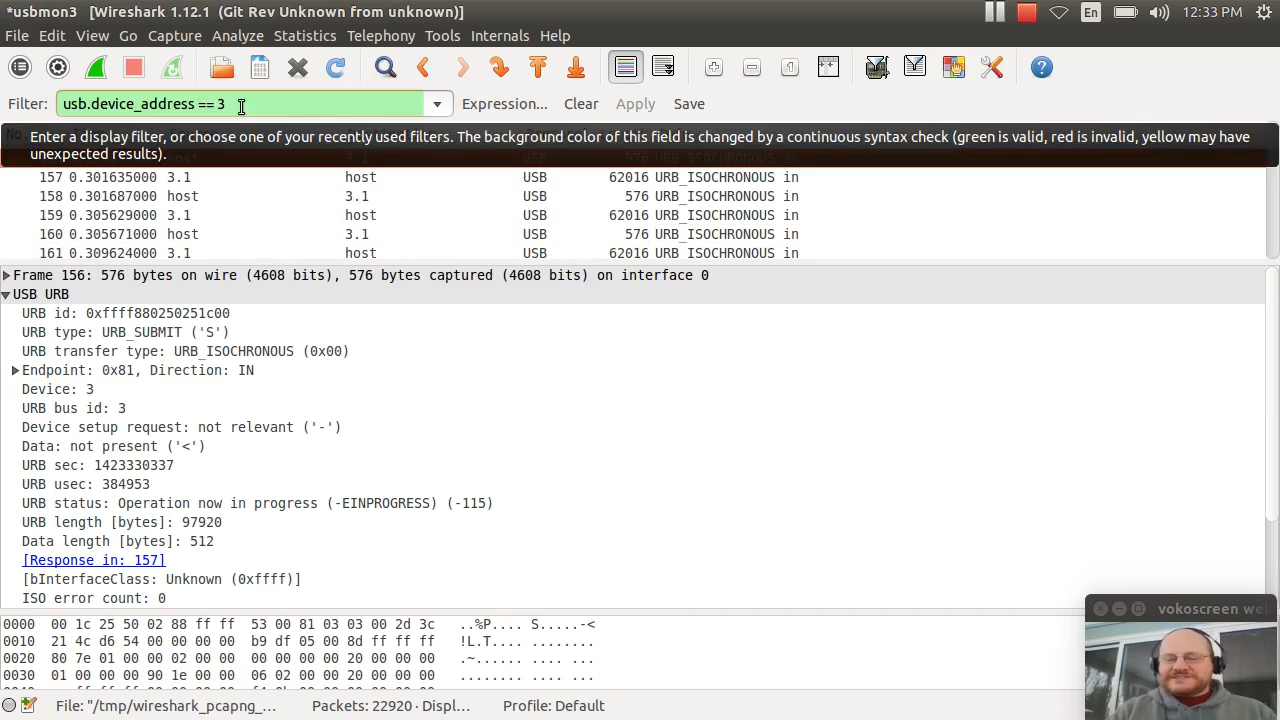 *usbmon3 [Wireshark 1.12.1 (Git Rev Unknown from unknown)]
En 12:33 PM
File Edit View Go Capture Analyze Statistics Telephony Tools Internals Help
Filter: usb.device_address == 3 Expression... Clear Apply Save
Enter a display filter, or choose one of your recently used filters. The background color of this field is changed by a continuous syntax check (green is valid, red is invalid, yellow may have
unexpected results).
157 0.301635000 3.1 host USB 62016 URB_ISOCHRONOUS in
158 0.301687000 host 3.1 USB 576 URB_ISOCHRONOUS in
159 0.305629000 3.1 host USB 62016 URB_ISOCHRONOUS in
160 0.305671000 host 3.1 USB 576 URB_ISOCHRONOUS in
161 0.309624000 3.1 host USB 62016 URB_ISOCHRONOUS in
Frame 156: 576 bytes on wire (4608 bits), 576 bytes captured (4608 bits) on interface 0
USB URB
URB id: 0xffff880250251c00
URB type: URB_SUBMIT ('S')
URB transfer type: URB_ISOCHRONOUS (0x00)
Endpoint: 0x81, Direction: IN
Device: 3
URB bus id: 3
Device setup request: not relevant ('-')
Data: not present ('<')
URB sec: 1423330337
URB usec: 384953
URB status: Operation now in progress (-EINPROGRESS) (-115)
URB length [bytes]: 97920
Data length [bytes]: 512
[Response in: 157]
[bInterfaceClass: Unknown (0xffff)]
ISO error count: 0
0000 00 1c 25 50 02 88 ff ff 53 00 81 03 03 00 2d 3c ..%P.... S.....-<
0010 21 4c d6 54 00 00 00 00 b9 df 05 00 8d ff ff ff !L.T.... ........
0020 80 7e 01 00 00 02 00 00 00 00 00 00 20 00 00 00 .~...... .... ...
0030 01 00 00 00 90 1e 00 00 06 02 00 00 20 00 00 00 ........ .... ...
vokoscreen we
File: "/tmp/wireshark_pcapng_... Packets: 22920 · Displ... Profile: Default